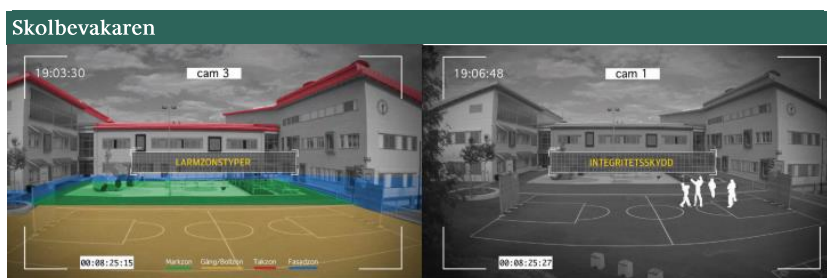 Skolbevakaren
19:03:30
cam 3
LARMZONSTYPER
00:08:25:15
Markzon Gång/Bollzon Takzon Fasadzon
19:06:48
cam 1
INTEGRITETSSKYDD
00:08:25:27